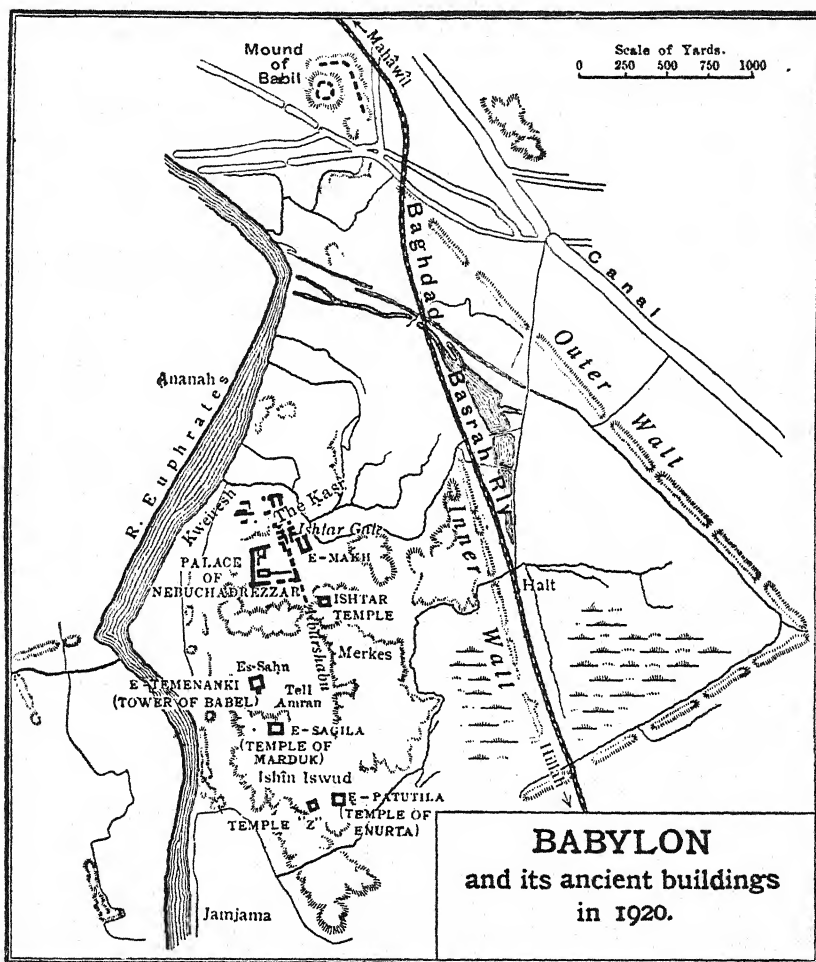 Mound
of
Babil
Mahâwîl
Scale of Yards.
0 250 500 750 1000
Baghdad Basrah Rly
Canal
Outer Wall
Ananah
R. Euphrates
Kweiresh
The Kasr
Ishtar Gate
E-MAKH
Inner Wall
PALACE
OF
NEBUCHADREZZAR
ISHTAR
TEMPLE
Halt
Merkes
Es-Sahn
E-TEMENANKI
(TOWER OF BABEL)
Tell
Amran
E-SAGILA
(TEMPLE OF
MARDUK)
Ishîn Iswud
E-PATUTILA
(TEMPLE OF
ENURTA)
TEMPLE "Z"
Hillah
Jamjama
BABYLON
and its ancient buildings
in 1920.